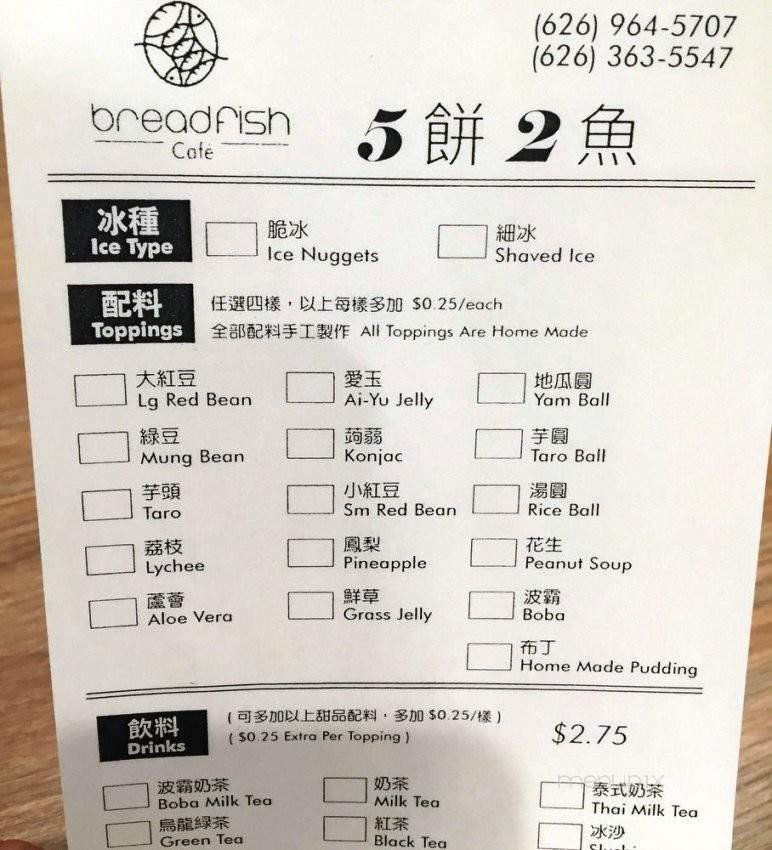 (626) 964-5707
(626) 363-5547
breadfish
Café
5 餅 2 魚
冰種
Ice Type
脆冰
Ice Nuggets
細冰
Shaved Ice
配料
Toppings
任選四樣，以上每樣多加 $0.25/each
全部配料手工製作 All Toppings Are Home Made
大紅豆
Lg Red Bean
愛玉
Ai-Yu Jelly
地瓜圓
Yam Ball
綠豆
Mung Bean
蒟蒻
Konjac
芋圓
Taro Ball
芋頭
Taro
小紅豆
Sm Red Bean
湯圓
Rice Ball
荔枝
Lychee
鳳梨
Pineapple
花生
Peanut Soup
蘆薈
Aloe Vera
鮮草
Grass Jelly
波霸
Boba
布丁
Home Made Pudding
飲料
Drinks
(可多加以上甜品配料，多加 $0.25/樣)
($0.25 Extra Per Topping)
$2.75
menupix
波霸奶茶
Boba Milk Tea
奶茶
Milk Tea
泰式奶茶
Thai Milk Tea
烏龍緑茶
Green Tea
紅茶
Black Tea
冰沙